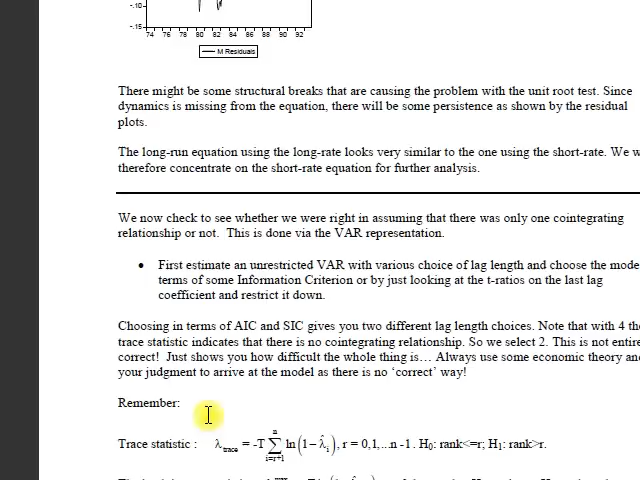 -.10
-.15
74 76 78 80 82 84 86 88 90 92
M Residuals
There might be some structural breaks that are causing the problem with the unit root test. Since
dynamics is missing from the equation, there will be some persistence as shown by the residual
plots.
The long-run equation using the long-rate looks very similar to the one using the short-rate. We w
therefore concentrate on the short-rate equation for further analysis.
We now check to see whether we were right in assuming that there was only one cointegrating
relationship or not. This is done via the VAR representation.
• First estimate an unrestricted VAR with various choice of lag length and choose the mode
terms of some Information Criterion or by just looking at the t-ratios on the last lag
coefficient and restrict it down.
Choosing in terms of AIC and SIC gives you two different lag length choices. Note that with 4 the
trace statistic indicates that there is no cointegrating relationship. So we select 2. This is not entire
correct! Just shows you how difficult the whole thing is… Always use some economic theory and
your judgment to arrive at the model as there is no ‘correct’ way!
Remember:
Trace statistic : λ_trace = -T ∑_{i=r+1}^{n} ln(1−λ̂_i), r = 0,1,...n -1. H₀: rank<=r; H₁: rank>r.